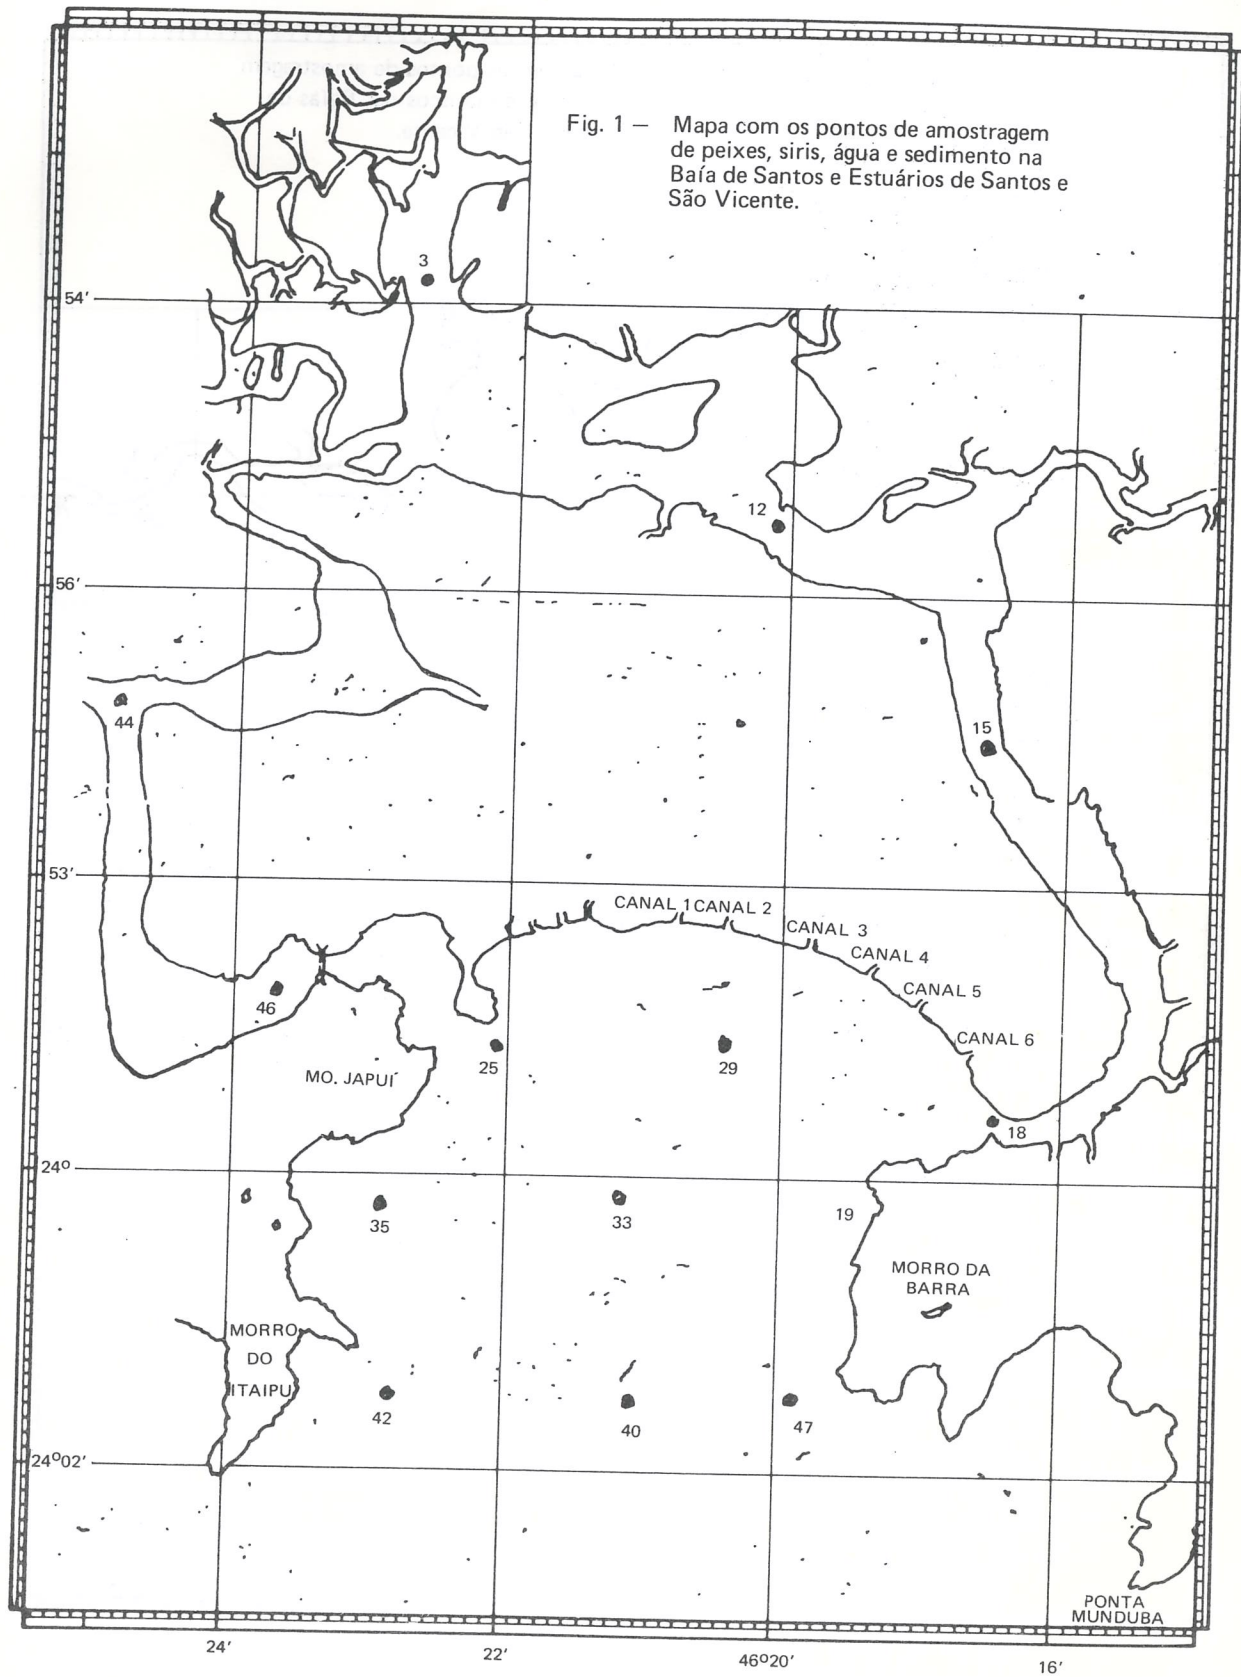 Fig. 1 — Mapa com os pontos de amostragem
de peixes, siris, água e sedimento na
Baía de Santos e Estuários de Santos e
São Vicente.
3
54'
12
56'
44
15
53'
CANAL 1 CANAL 2
CANAL 3
CANAL 4
CANAL 5
CANAL 6
46
25
29
MO. JAPUÍ
18
24º
35
33
19
MORRO DA
BARRA
MORRO
DO
ITAIPU
42
40
47
24º02'
PONTA
MUNDUBA
24'
22'
46º20'
16'